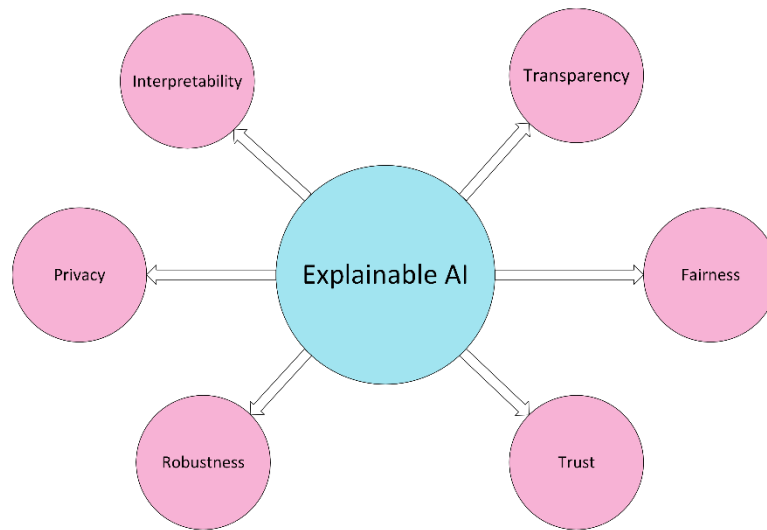 Interpretability
Transparency
Explainable AI
Privacy
Fairness
Robustness
Trust